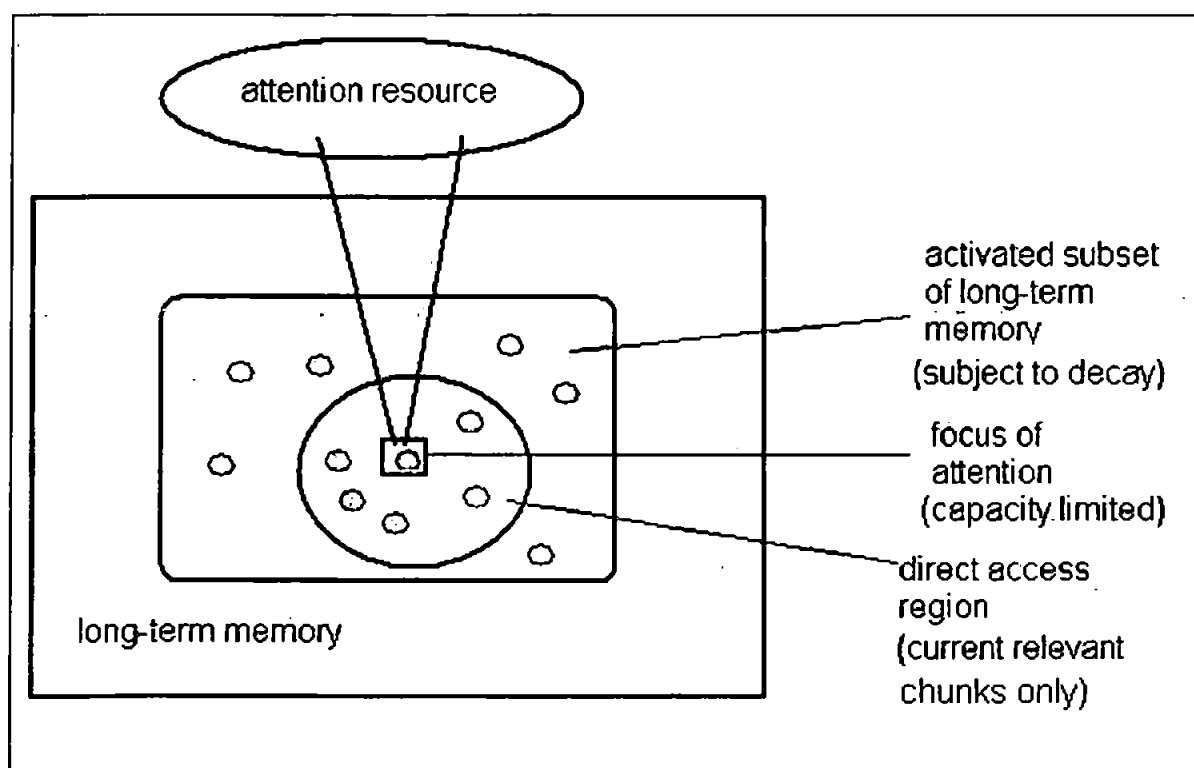 attention resource
activated subset
of long-term
memory
(subject to decay)
focus of
attention
(capacity.limited)
direct access
region
(current relevant
chunks only)
long-term memory